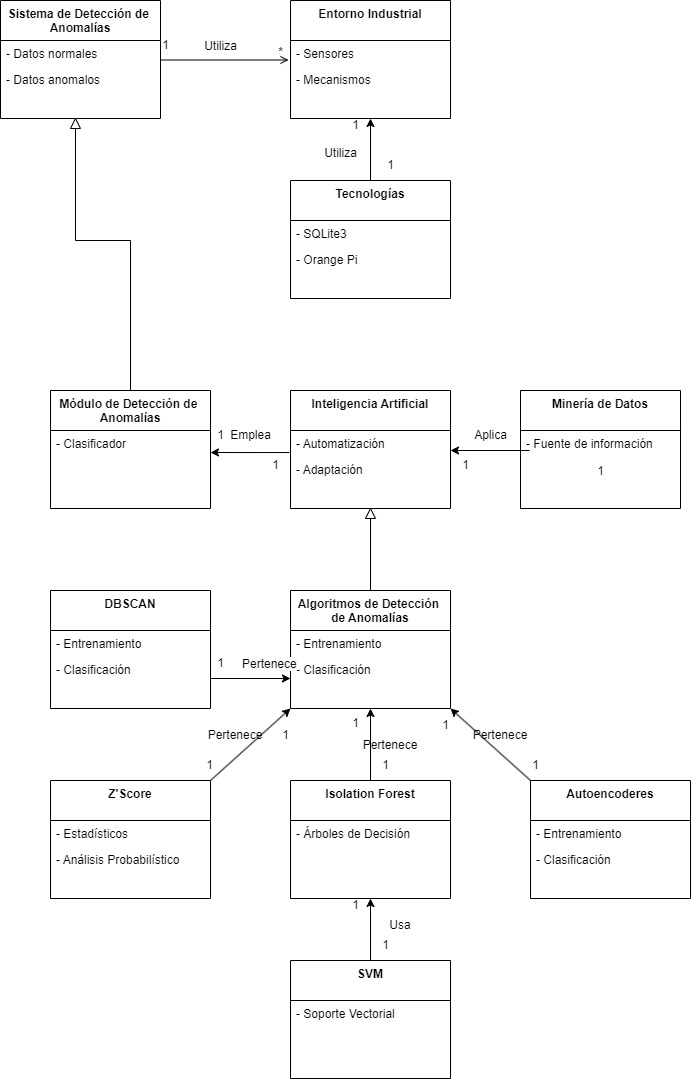 Sistema de Detección de
Anomalías
- Datos normales
- Datos anomalos
1
Utiliza
*
Entorno Industrial
- Sensores
- Mecanismos
1
Utiliza
1
Tecnologías
- SQLite3
- Orange Pi
Módulo de Detección de
Anomalías
- Clasificador
1
Emplea
1
Inteligencia Artificial
- Automatización
- Adaptación
Aplica
1
Minería de Datos
- Fuente de información
1
DBSCAN
- Entrenamiento
- Clasificación
1
Pertenece
Algoritmos de Detección
de Anomalías
- Entrenamiento
- Clasificación
Pertenece
1
1
1
Pertenece
1
1
Pertenece
1
Z'Score
- Estadísticos
- Análisis Probabilístico
Isolation Forest
- Árboles de Decisión
Autoencoderes
- Entrenamiento
- Clasificación
1
Usa
1
SVM
- Soporte Vectorial